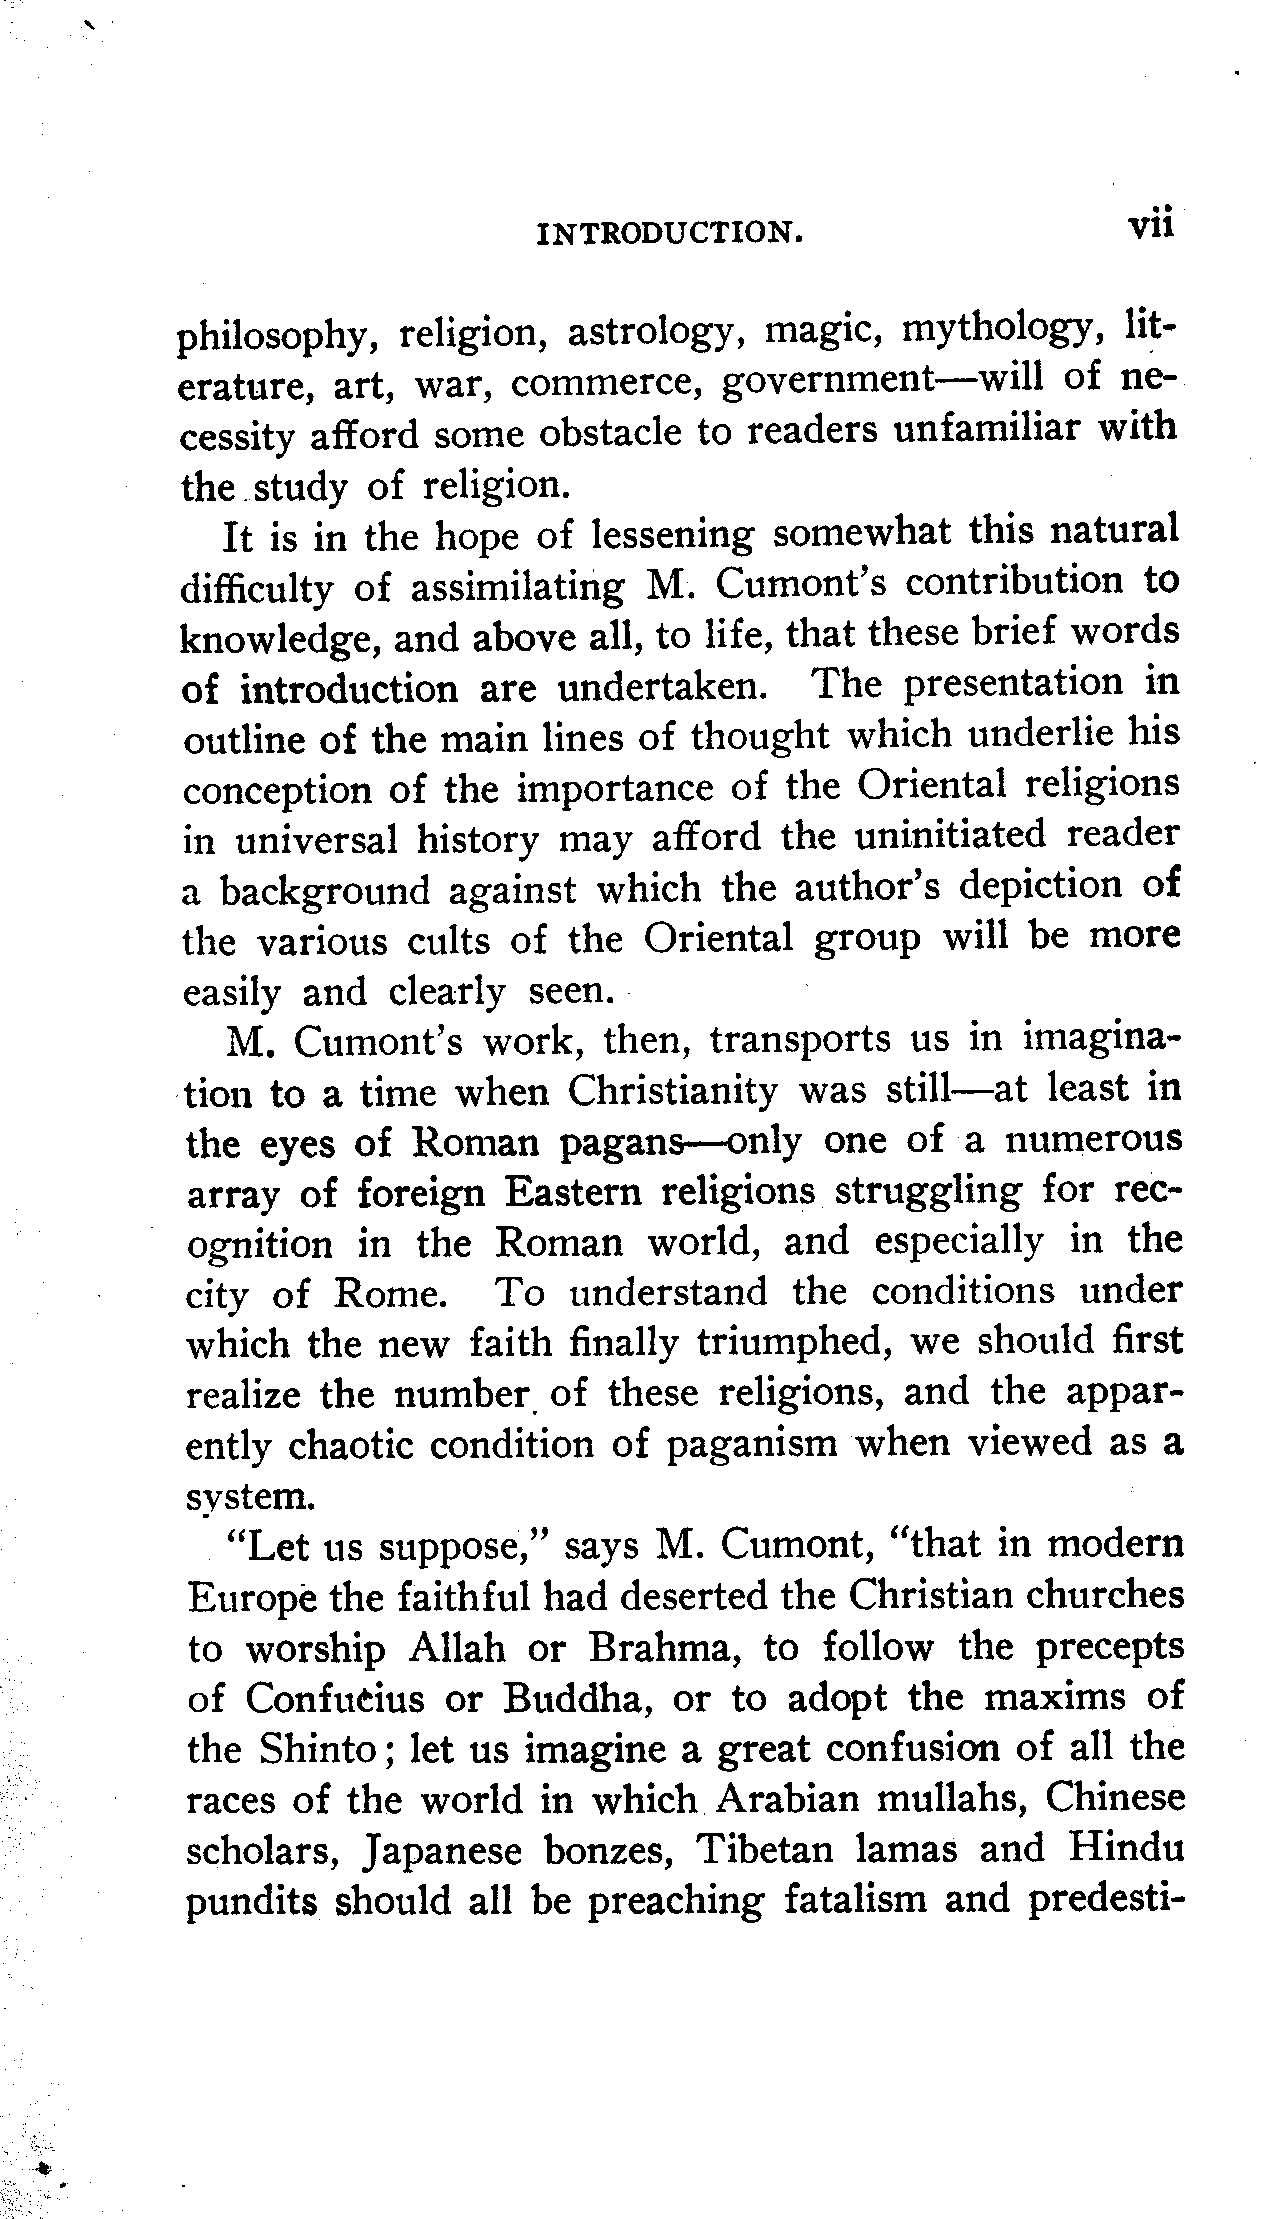 INTRODUCTION. vii
philosophy, religion, astrology, magic, mythology, lit-
erature, art, war, commerce, government—will of ne-
cessity afford some obstacle to readers unfamiliar with
the study of religion.
It is in the hope of lessening somewhat this natural
difficulty of assimilating M. Cumont's contribution to
knowledge, and above all, to life, that these brief words
of introduction are undertaken. The presentation in
outline of the main lines of thought which underlie his
conception of the importance of the Oriental religions
in universal history may afford the uninitiated reader
a background against which the author's depiction of
the various cults of the Oriental group will be more
easily and clearly seen.
M. Cumont's work, then, transports us in imagina-
tion to a time when Christianity was still—at least in
the eyes of Roman pagans—only one of a numerous
array of foreign Eastern religions struggling for rec-
ognition in the Roman world, and especially in the
city of Rome. To understand the conditions under
which the new faith finally triumphed, we should first
realize the number of these religions, and the appar-
ently chaotic condition of paganism when viewed as a
system.
"Let us suppose," says M. Cumont, "that in modern
Europe the faithful had deserted the Christian churches
to worship Allah or Brahma, to follow the precepts
of Confucius or Buddha, or to adopt the maxims of
the Shinto; let us imagine a great confusion of all the
races of the world in which Arabian mullahs, Chinese
scholars, Japanese bonzes, Tibetan lamas and Hindu
pundits should all be preaching fatalism and predesti-